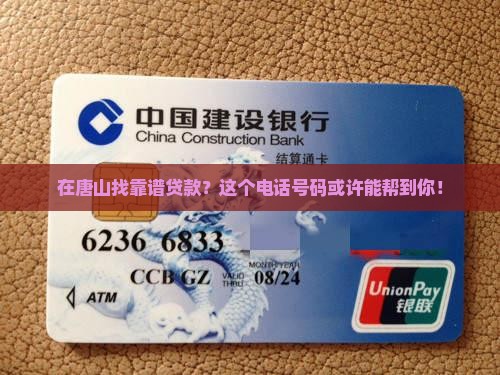 中国建设银行
China Construction Bank
结算通卡
在唐山找靠谱贷款？这个电话号码或许能帮到你！
6236 6833
MONTH/YEAR
CCB GZ VALID THRU 08/24
ATM
UnionPay
银联